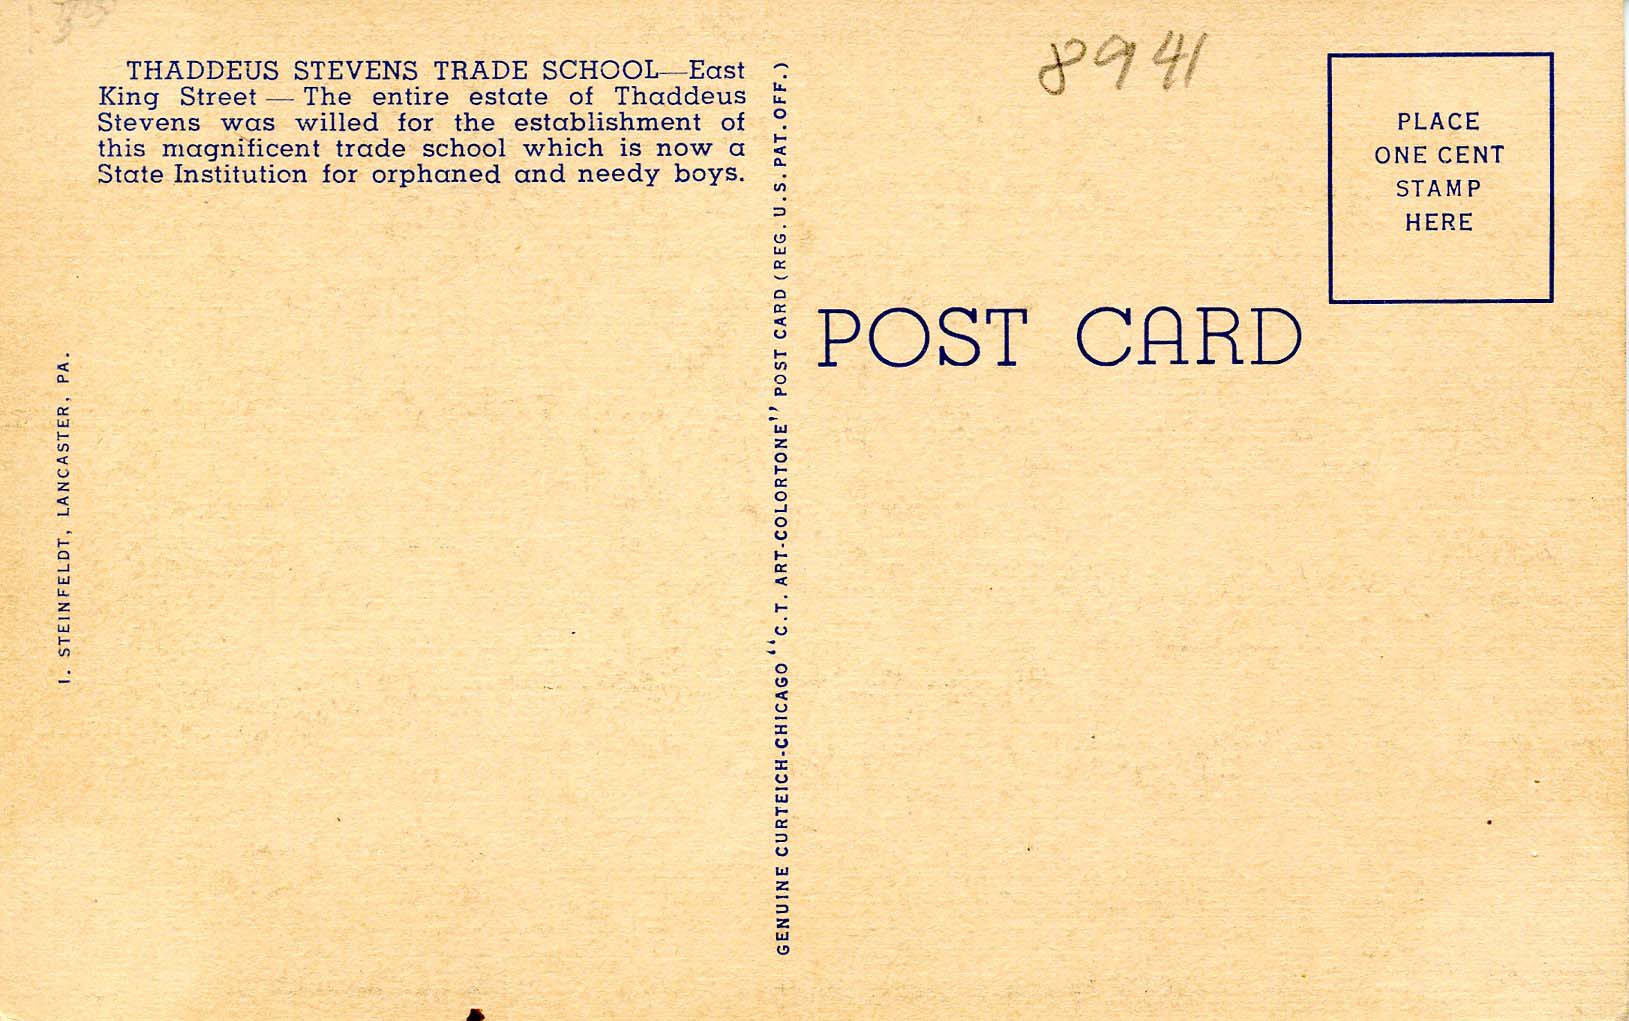 THADDEUS STEVENS TRADE SCHOOL—East
King Street — The entire estate of Thaddeus
Stevens was willed for the establishment of
this magnificent trade school which is now a
State Institution for orphaned and needy boys.
I. STEINFELDT, LANCASTER, PA.
GENUINE CURTEICH-CHICAGO "C.T. ART-COLORTONE" POST CARD (REG. U.S. PAT. OFF.)
8941
PLACE
ONE CENT
STAMP
HERE
POST CARD